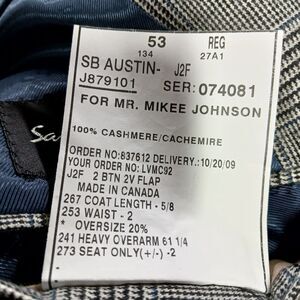 53 REG
134 27A1
SB AUSTIN- J2F
J879101 SER: 074081
FOR MR. MIKEE JOHNSON
100% CASHMERE/CACHEMIRE
ORDER NO:837612 DELIVERY.:10/20/09
YOUR ORDER NO: LVMC92
J2F 2 BTN 2V FLAP
MADE IN CANADA
267 COAT LENGTH - 5/8
253 WAIST - 2
* OVERSIZE 20%
241 HEAVY OVERARM 61 1/4
273 SEAT ONLY(+/-) -2